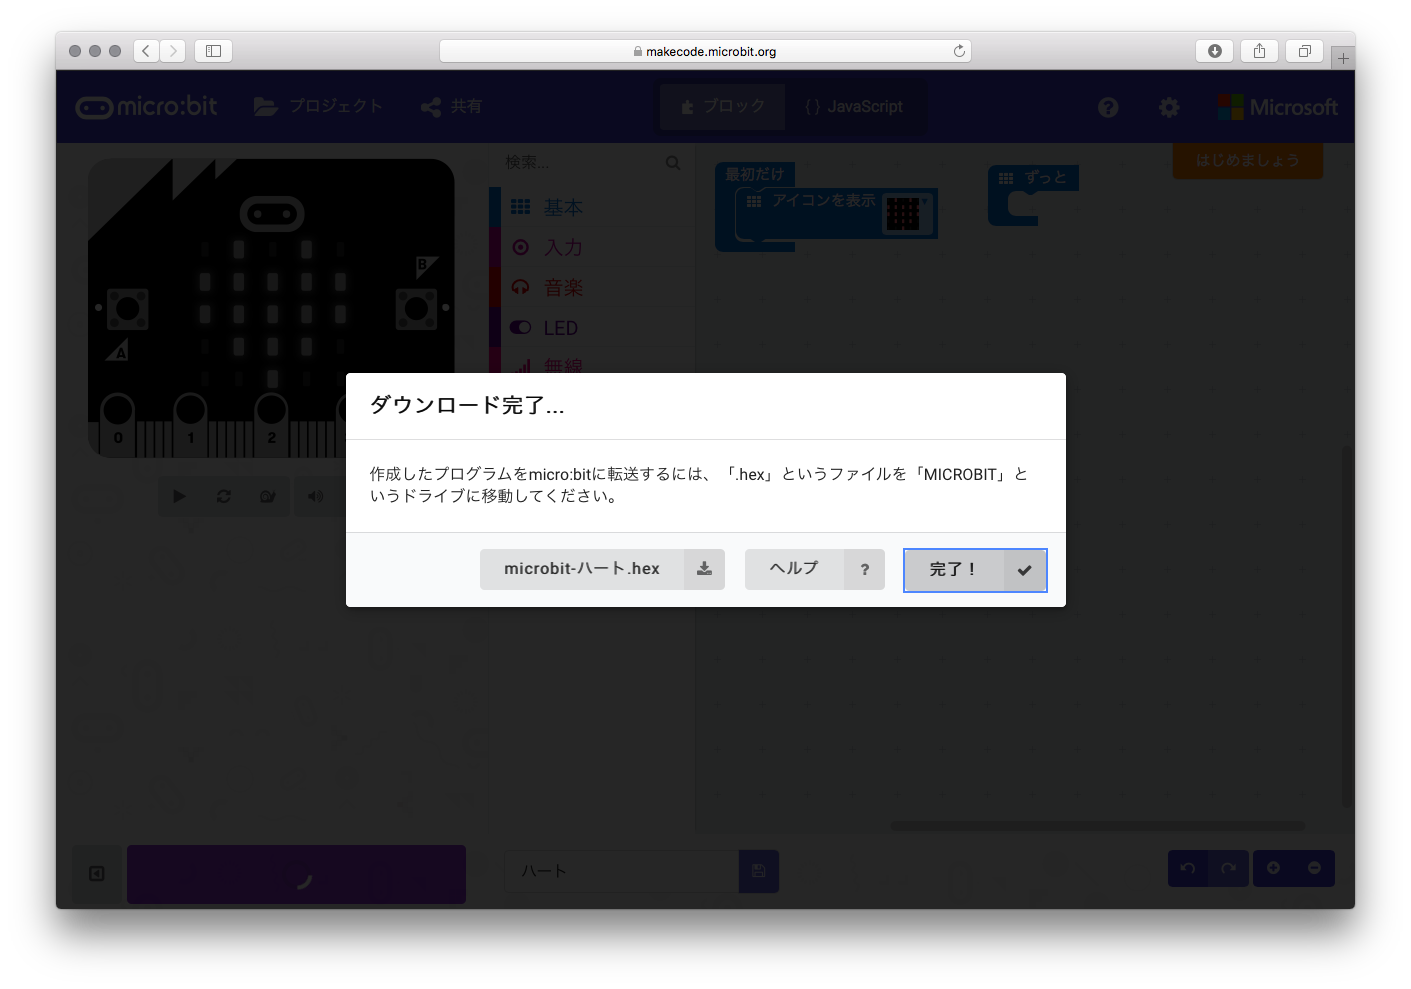 makecode.microbit.org
micro:bit
プロジェクト
共有
ブロック
{} JavaScript
?
Microsoft
検索...
はじめましょう
基本
入力
音楽
LED
無線
最初だけ
アイコンを表示
ずっと
B
A
0 1 2
ダウンロード完了...
作成したプログラムをmicro:bitに転送するには、「.hex」というファイルを「MICROBIT」と
いうドライブに移動してください。
microbit-ハート.hex
ヘルプ ?
完了！
ハート